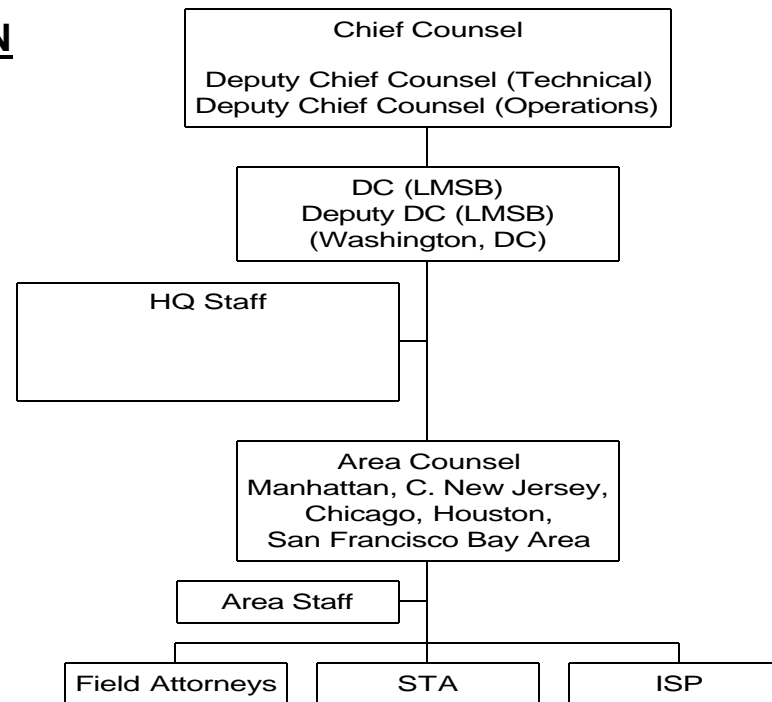 N
Chief Counsel
Deputy Chief Counsel (Technical)
Deputy Chief Counsel (Operations)
DC (LMSB)
Deputy DC (LMSB)
(Washington, DC)
HQ Staff
Area Counsel
Manhattan, C. New Jersey,
Chicago, Houston,
San Francisco Bay Area
Area Staff
Field Attorneys
STA
ISP